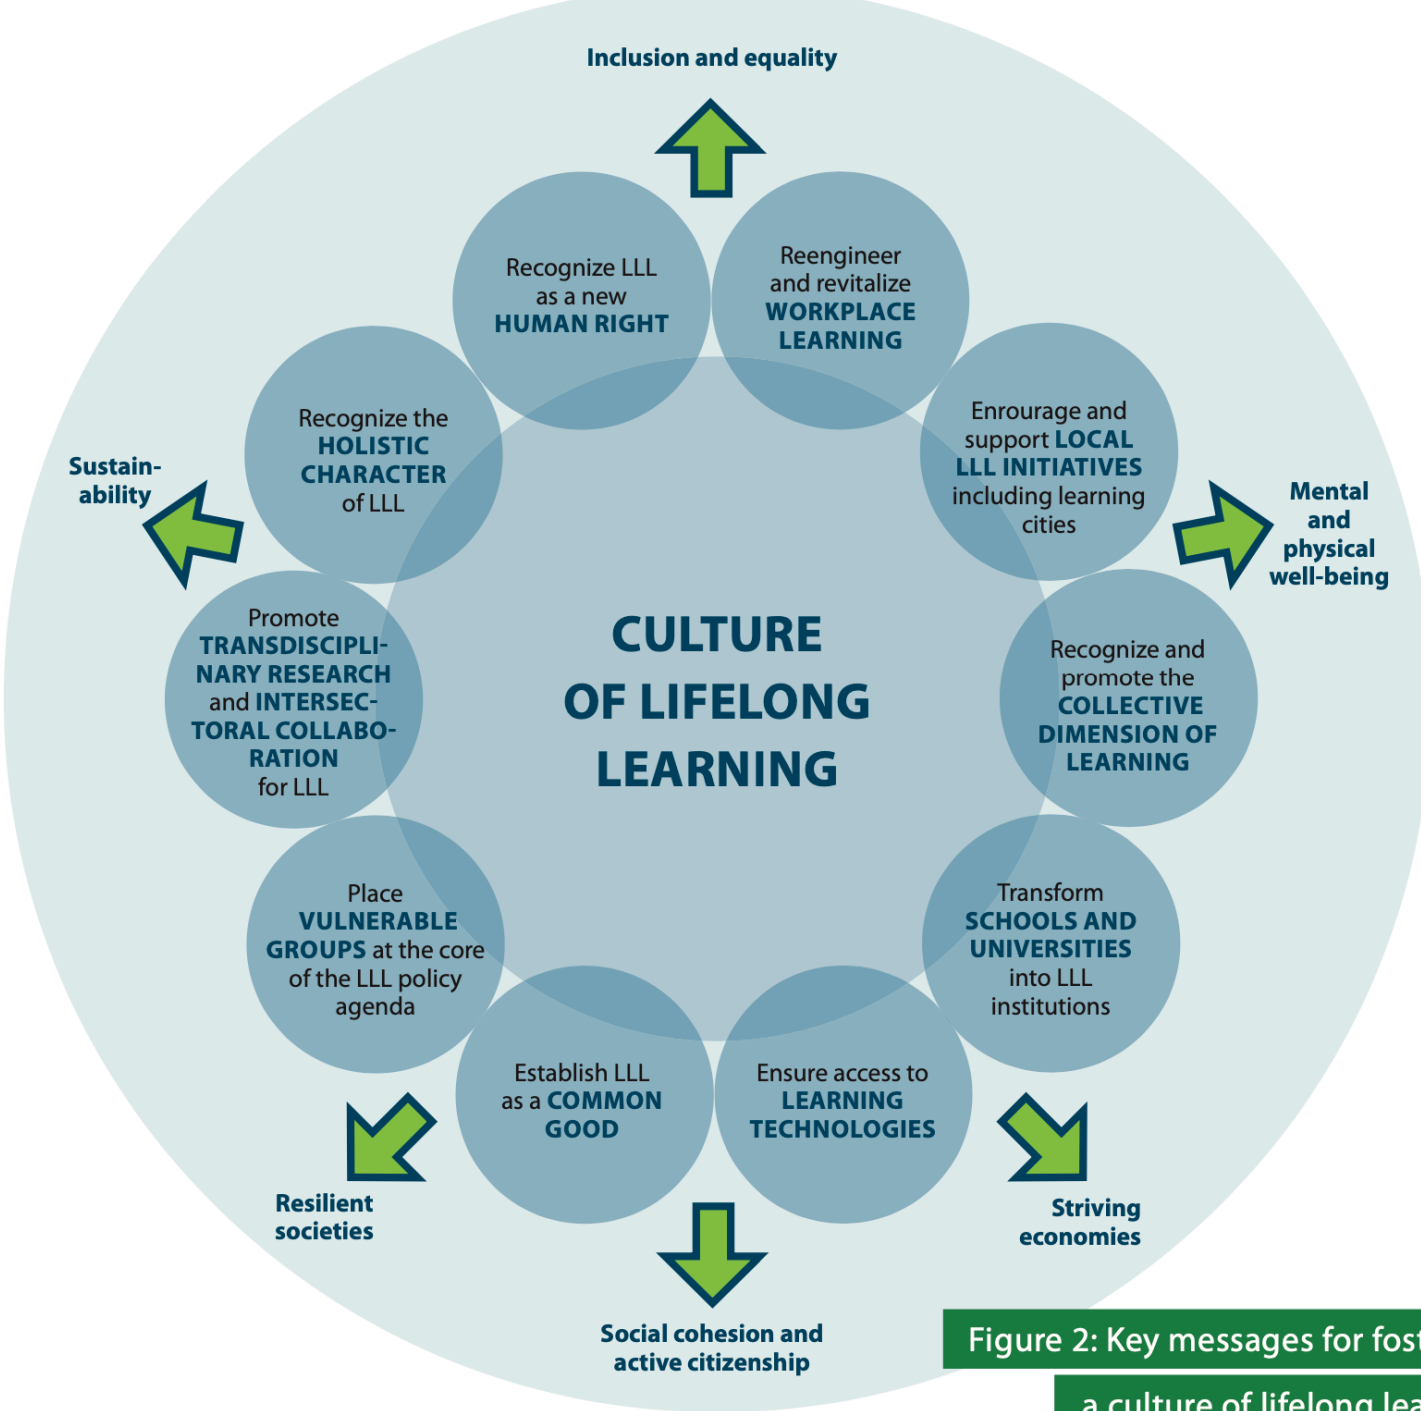 Inclusion and equality
Recognize LLL
as a new
HUMAN RIGHT
Reengineer
and revitalize
WORKPLACE
LEARNING
Enrourage and
support LOCAL
LLL INITIATIVES
including learning
cities
Mental
and
physical
well-being
Recognize and
promote the
COLLECTIVE
DIMENSION OF
LEARNING
Transform
SCHOOLS AND
UNIVERSITIES
into LLL
institutions
Striving
economies
Ensure access to
LEARNING
TECHNOLOGIES
Social cohesion and
active citizenship
Establish LLL
as a COMMON
GOOD
Resilient
societies
Place
VULNERABLE
GROUPS at the core
of the LLL policy
agenda
Promote
TRANSDISCIPLI-
NARY RESEARCH
and INTERSEC-
TORAL COLLABO-
RATION
for LLL
Sustain-
ability
Recognize the
HOLISTIC
CHARACTER
of LLL
CULTURE
OF LIFELONG
LEARNING
Figure 2: Key messages for fost
a culture of lifelong lea